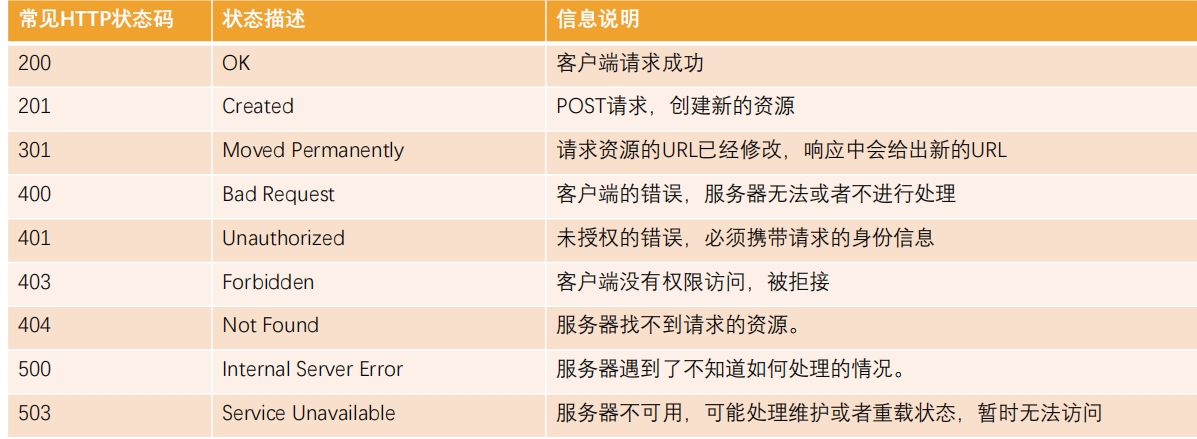 常见HTTP状态码 状态描述 信息说明
200 OK 客户端请求成功
201 Created POST请求，创建新的资源
301 Moved Permanently 请求资源的URL已经修改，响应中会给出新的URL
400 Bad Request 客户端的错误，服务器无法或者不进行处理
401 Unauthorized 未授权的错误，必须携带请求的身份信息
403 Forbidden 客户端没有权限访问，被拒接
404 Not Found 服务器找不到请求的资源。
500 Internal Server Error 服务器遇到了不知道如何处理的情况。
503 Service Unavailable 服务器不可用，可能处理维护或者重载状态，暂时无法访问